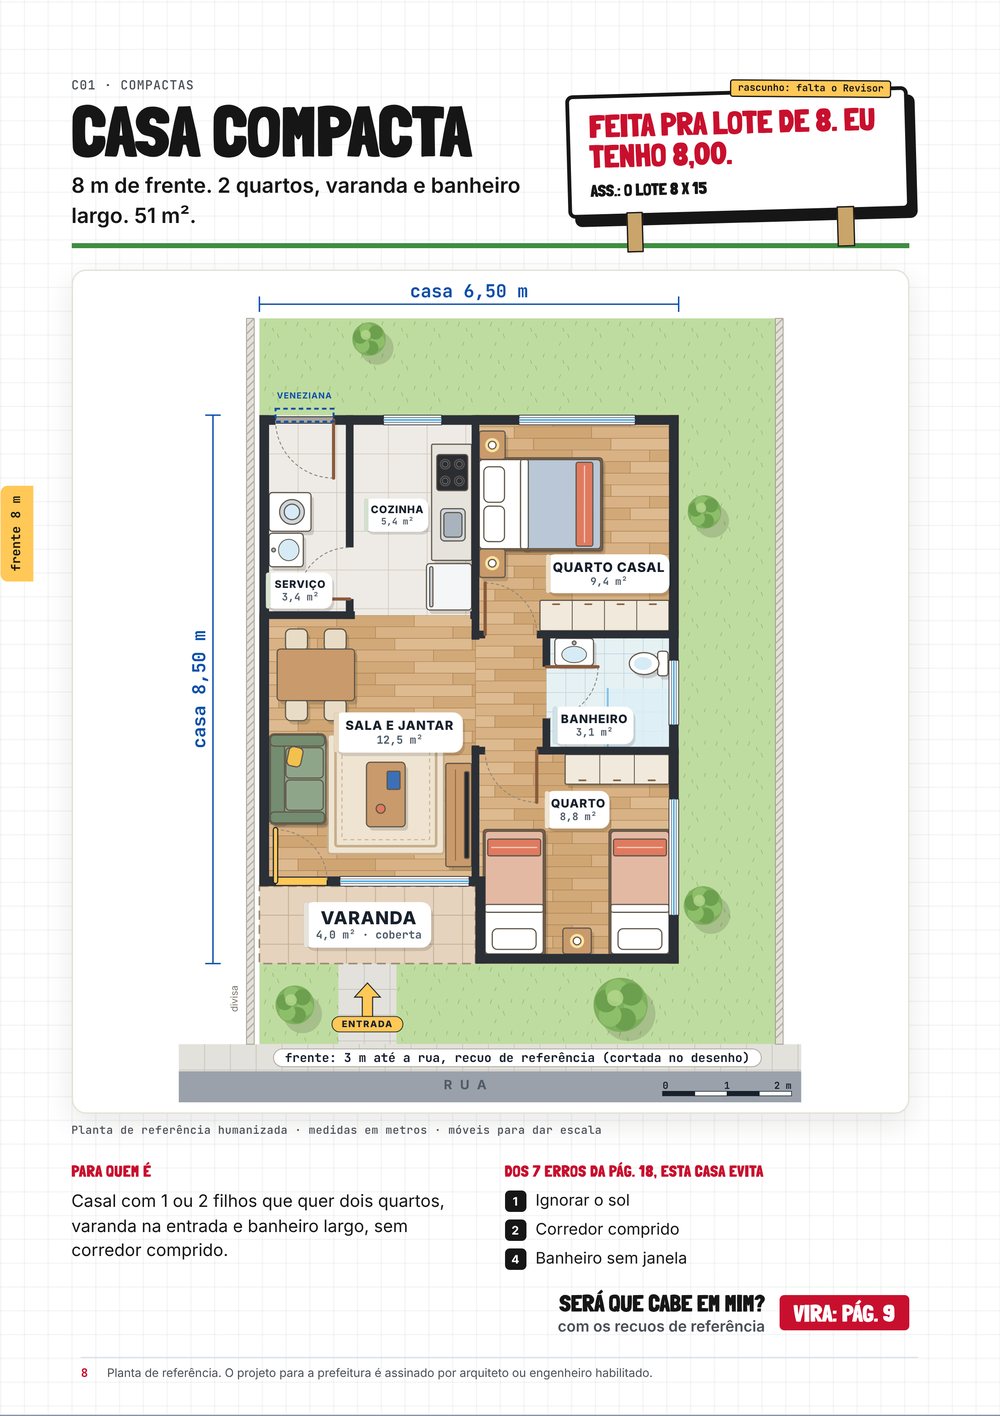 C01 · COMPACTAS
CASA COMPACTA
8 m de frente. 2 quartos, varanda e banheiro
largo. 51 m².
rascunho: falta o Revisor
FEITA PRA LOTE DE 8. EU
TENHO 8,00.
ASS.: O LOTE 8 X 15
frente 8 m
casa 6,50 m
VENEZIANA
COZINHA
5,4 m²
QUARTO CASAL
9,4 m²
SERVIÇO
3,4 m²
casa 8,50 m
SALA E JANTAR
12,5 m²
BANHEIRO
3,1 m²
QUARTO
8,8 m²
VARANDA
4,0 m² · coberta
divisa
ENTRADA
frente: 3 m até a rua, recuo de referência (cortada no desenho)
RUA
0 1 2 m
Planta de referência humanizada · medidas em metros · móveis para dar escala
PARA QUEM É
Casal com 1 ou 2 filhos que quer dois quartos,
varanda na entrada e banheiro largo, sem
corredor comprido.
DOS 7 ERROS DA PÁG. 18, ESTA CASA EVITA
1 Ignorar o sol
2 Corredor comprido
4 Banheiro sem janela
SERÁ QUE CABE EM MIM?
com os recuos de referência
VIRA: PÁG. 9
8 Planta de referência. O projeto para a prefeitura é assinado por arquiteto ou engenheiro habilitado.